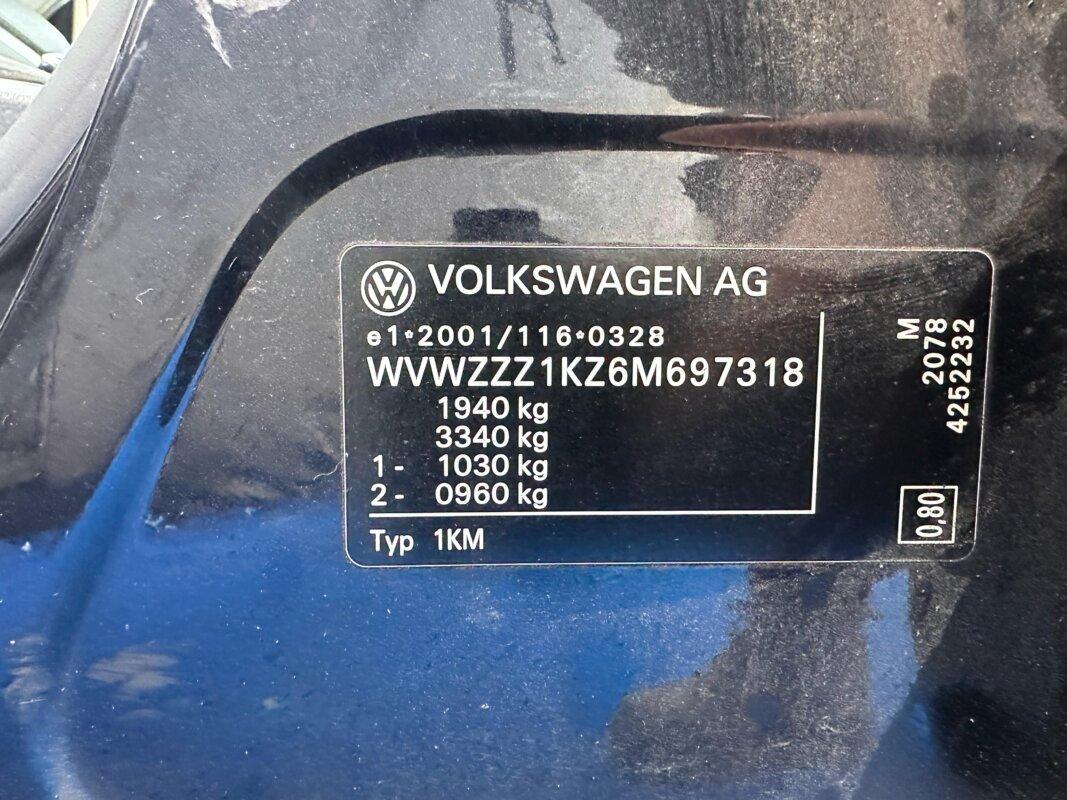 VOLKSWAGEN AG
e1*2001/116*0328
WVWZZZ1KZ6M697318
1940 kg
3340 kg
1- 1030 kg
2- 0960 kg
Typ 1KM
M
2078
4252232
0,80